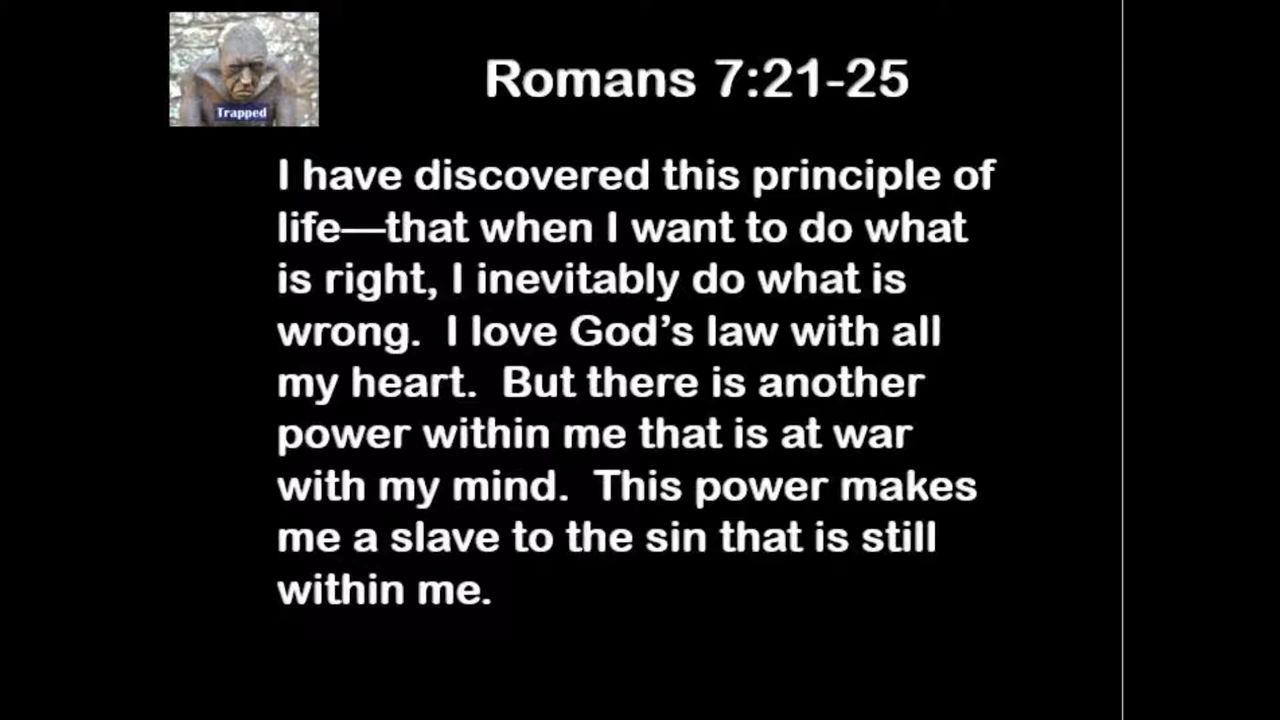 Trapped
Romans 7:21-25
I have discovered this principle of
life—that when I want to do what
is right, I inevitably do what is
wrong.  I love God’s law with all
my heart.  But there is another
power within me that is at war
with my mind.  This power makes
me a slave to the sin that is still
within me.